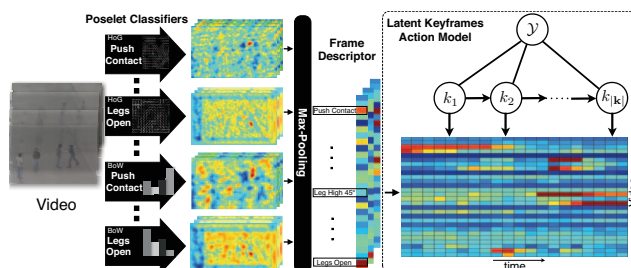 Poselet Classifiers
HoG
Push
Contact
HoG
Legs
Open
BoW
Push
Contact
BoW
Legs
Open
Video
Max-Pooling
Frame
Descriptor
Push Contact
Leg High 45°
Legs Open
Latent Keyframes
Action Model
𝒴
k₁
k₂
k|𝐤|
time